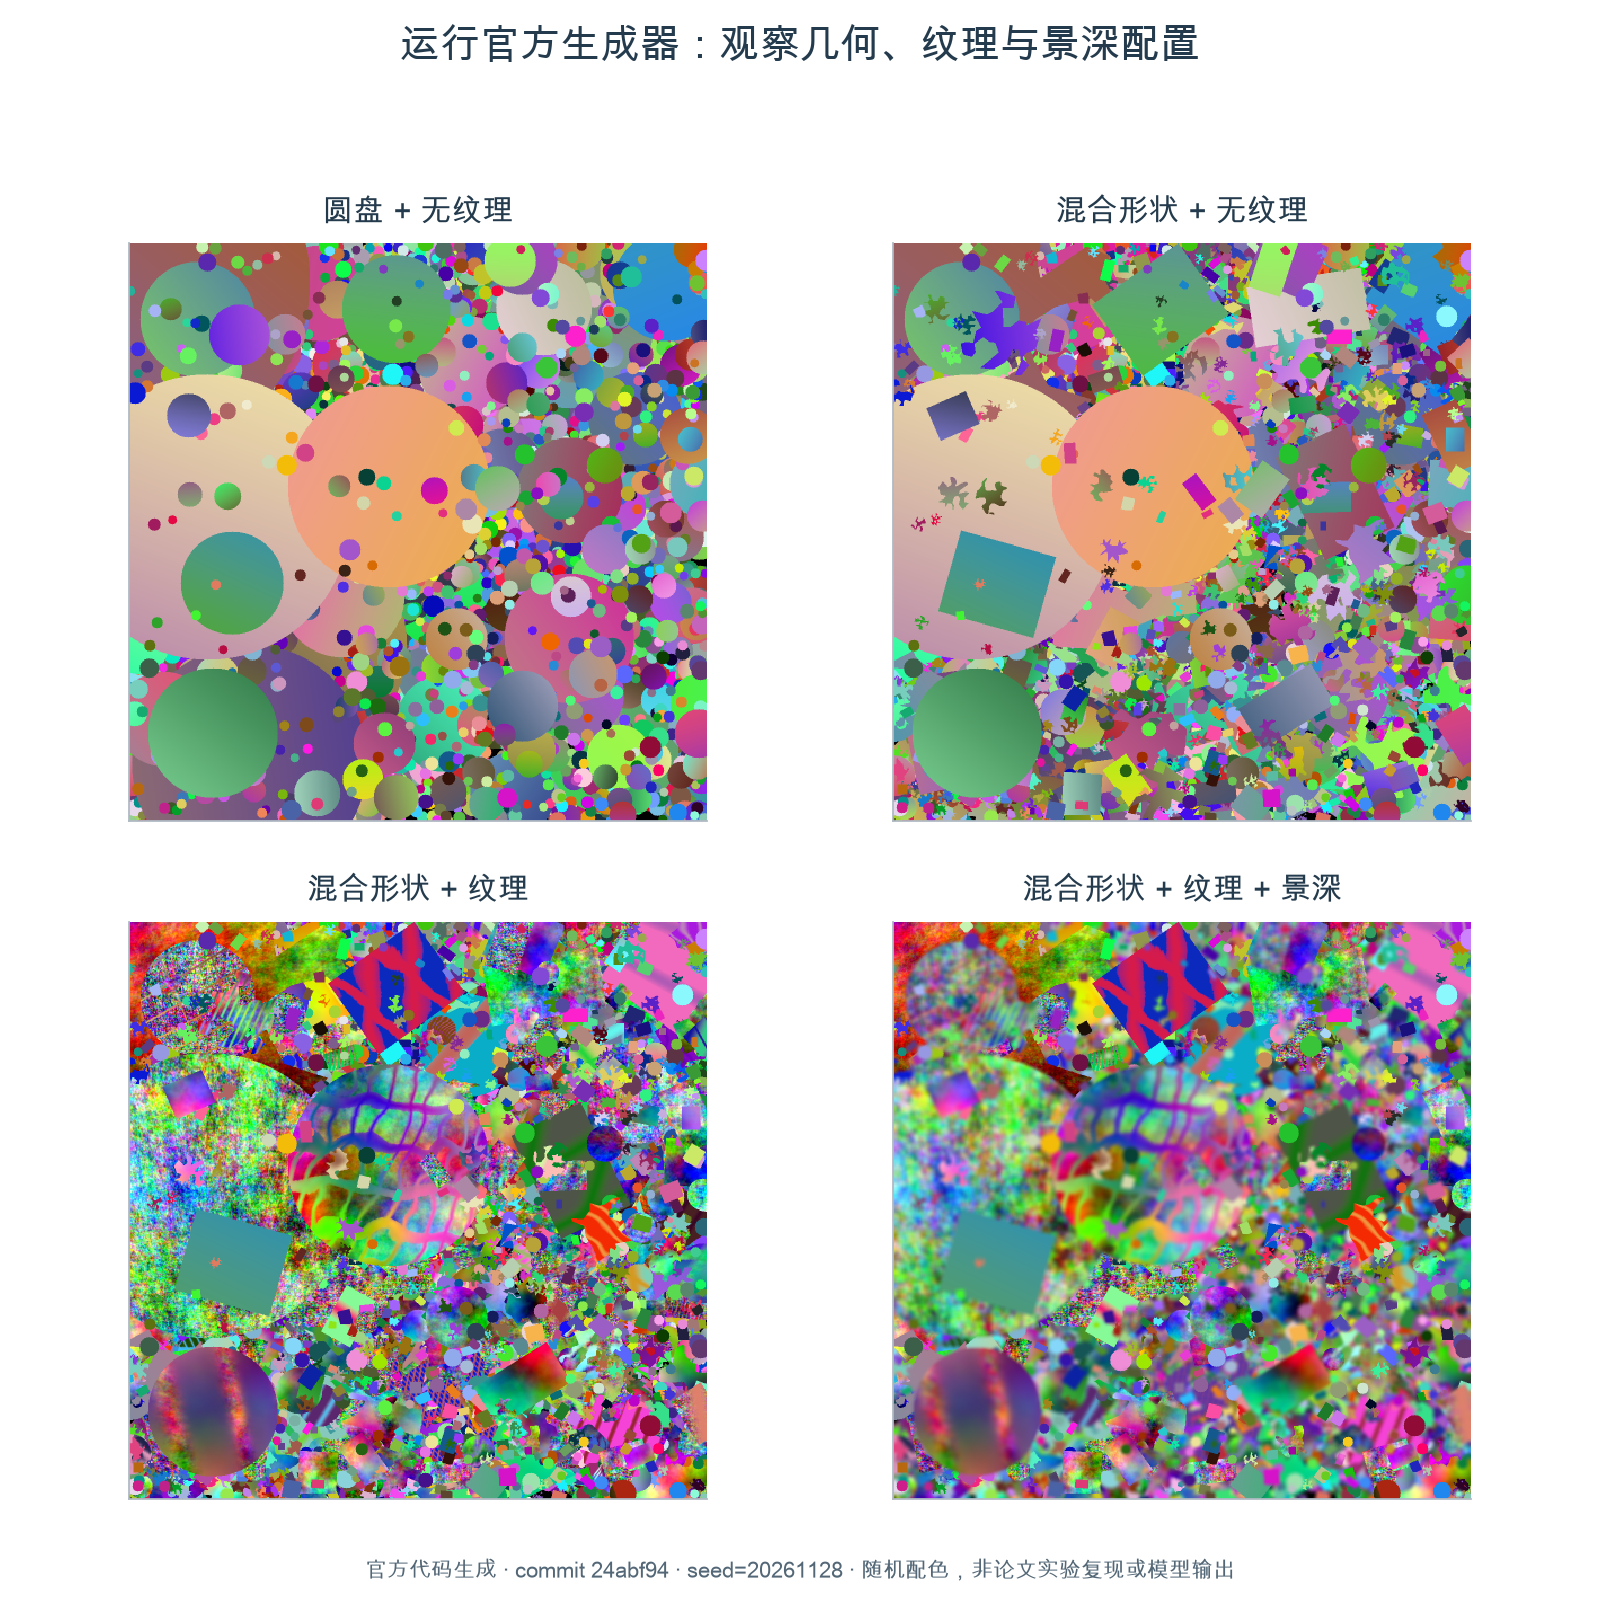 运行官方生成器：观察几何、纹理与景深配置
圆盘 + 无纹理
混合形状 + 无纹理
混合形状 + 纹理
混合形状 + 纹理 + 景深
官方代码生成 · commit 24abf94 · seed=20261128 · 随机配色，非论文实验复现或模型输出